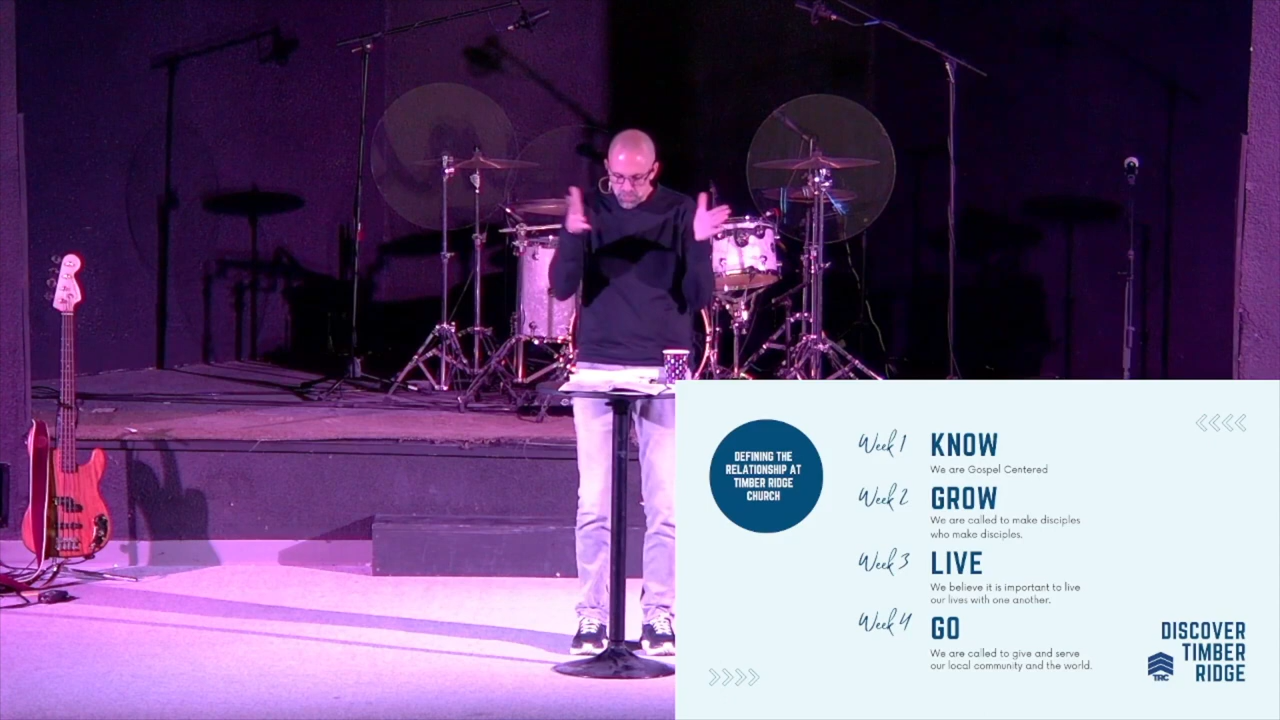 DEFINING THE
RELATIONSHIP AT
TIMBER RIDGE
CHURCH
Week 1
KNOW
We are Gospel Centered
Week 2
GROW
We are called to make disciples
who make disciples.
Week 3
LIVE
We believe it is important to live
our lives with one another.
Week 4
GO
We are called to give and serve
our local community and the world.
DISCOVER
TIMBER
RIDGE
TRC